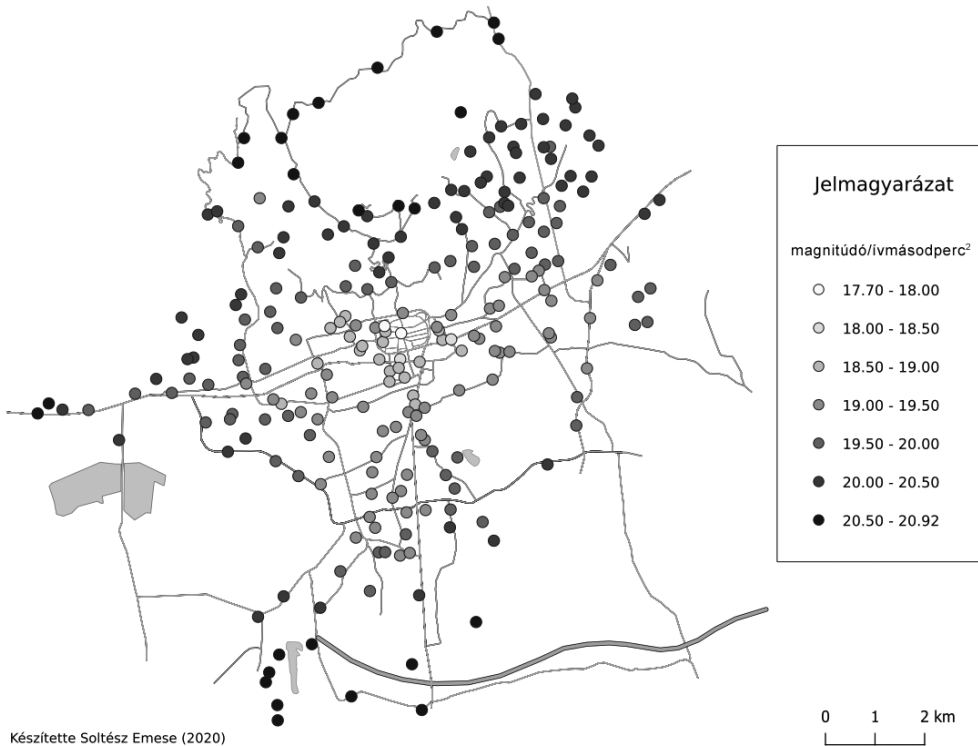 Jelmagyarázat
magnitúdó/ívmásodperc²
17.70 - 18.00
18.00 - 18.50
18.50 - 19.00
19.00 - 19.50
19.50 - 20.00
20.00 - 20.50
20.50 - 20.92
0 1 2 km
Készítette Soltész Emese (2020)